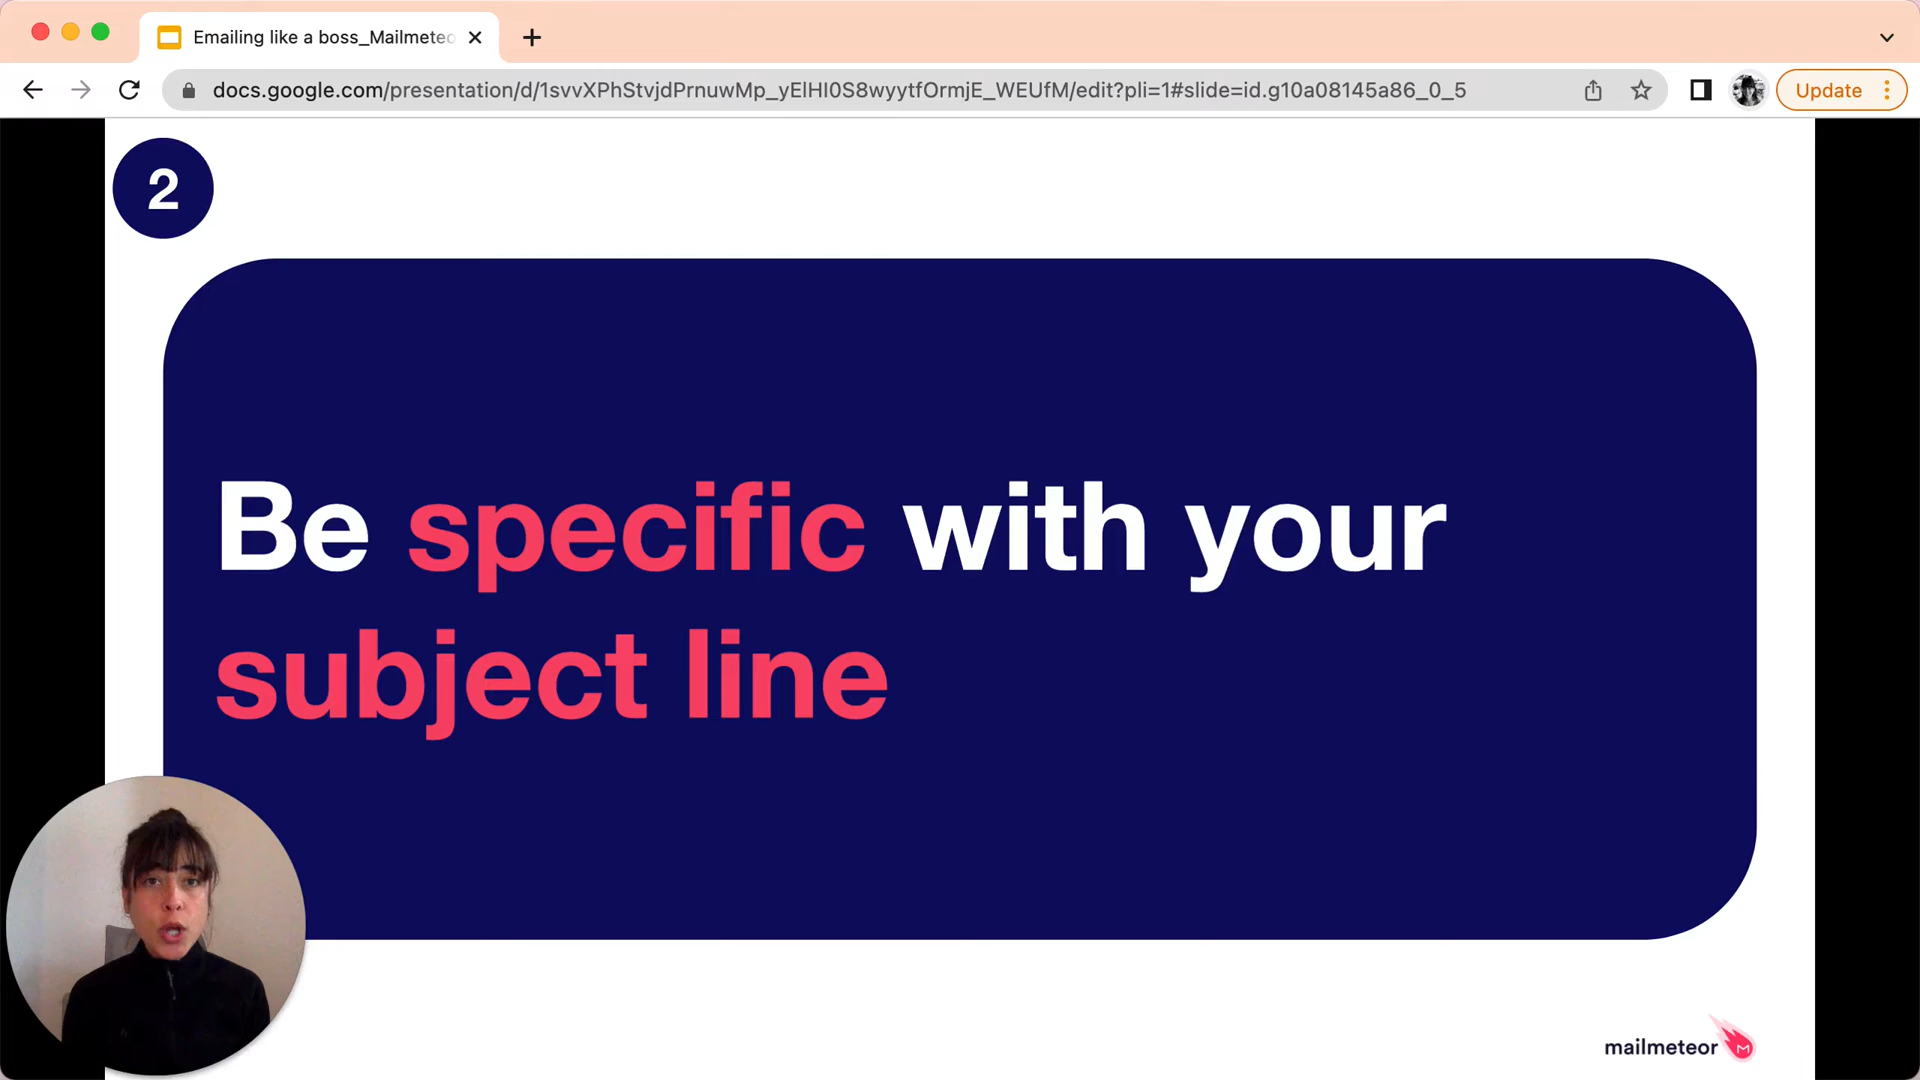 Emailing like a boss_Mailmeteo
docs.google.com/presentation/d/1svvXPhStvjdPrnuwMp_yElHI0S8wyytfOrmjE_WEUfM/edit?pli=1#slide=id.g10a08145a86_0_5
Update
2
Be specific with your
subject line
mailmeteor
M